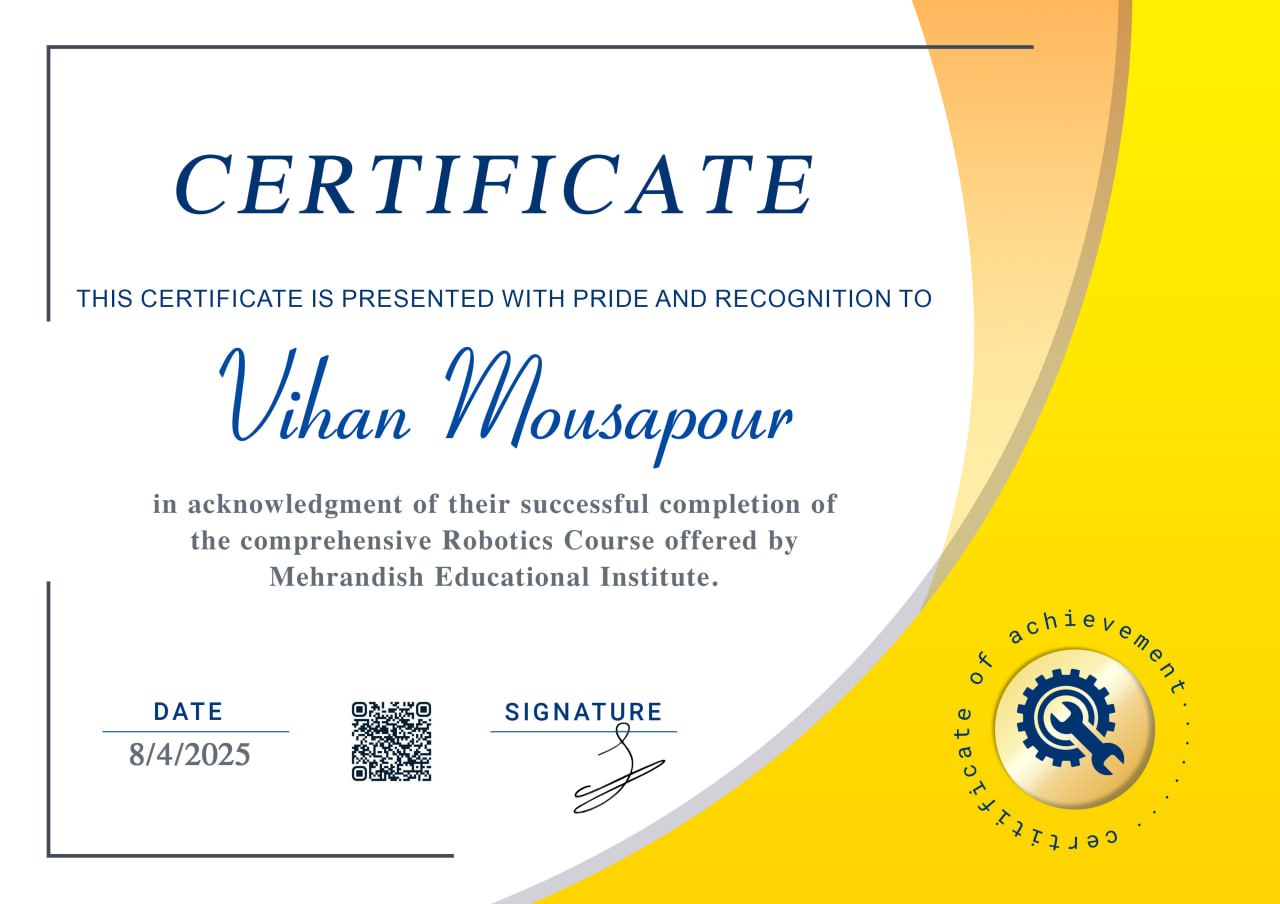 CERTIFICATE
THIS CERTIFICATE IS PRESENTED WITH PRIDE AND RECOGNITION TO
Vihan Mousapour
in acknowledgment of their successful completion of
the comprehensive Robotics Course offered by
Mehrandish Educational Institute.
DATE
8/4/2025
SIGNATURE
certificate of achievement.........